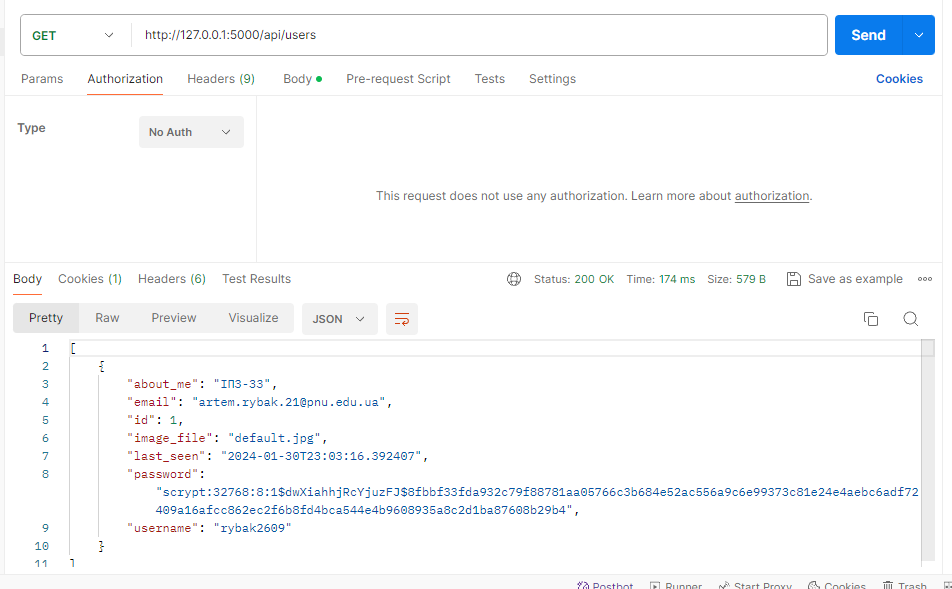 GET http://127.0.0.1:5000/api/users Send
Params Authorization Headers (9) Body Pre-request Script Tests Settings Cookies
Type No Auth
This request does not use any authorization. Learn more about authorization.
Body Cookies (1) Headers (6) Test Results Status: 200 OK Time: 174 ms Size: 579 B Save as example
Pretty Raw Preview Visualize JSON
1 [
2 {
3 "about_me": "ІПЗ-33",
4 "email": "artem.rybak.21@pnu.edu.ua",
5 "id": 1,
6 "image_file": "default.jpg",
7 "last_seen": "2024-01-30T23:03:16.392407",
8 "password":
"scrypt:32768:8:1$dwXiahhjRcYjuzFJ$8fbbf33fda932c79f88781aa05766c3b684e52ac556a9c6e99373c81e24e4aebc6adf72
409a16afcc862ec2f6b8fd4bca544e4b9608935a8c2d1ba87608b29b4",
9 "username": "rybak2609"
10 }
11 ]
Postbot Runner Start Proxy Cookies Trash